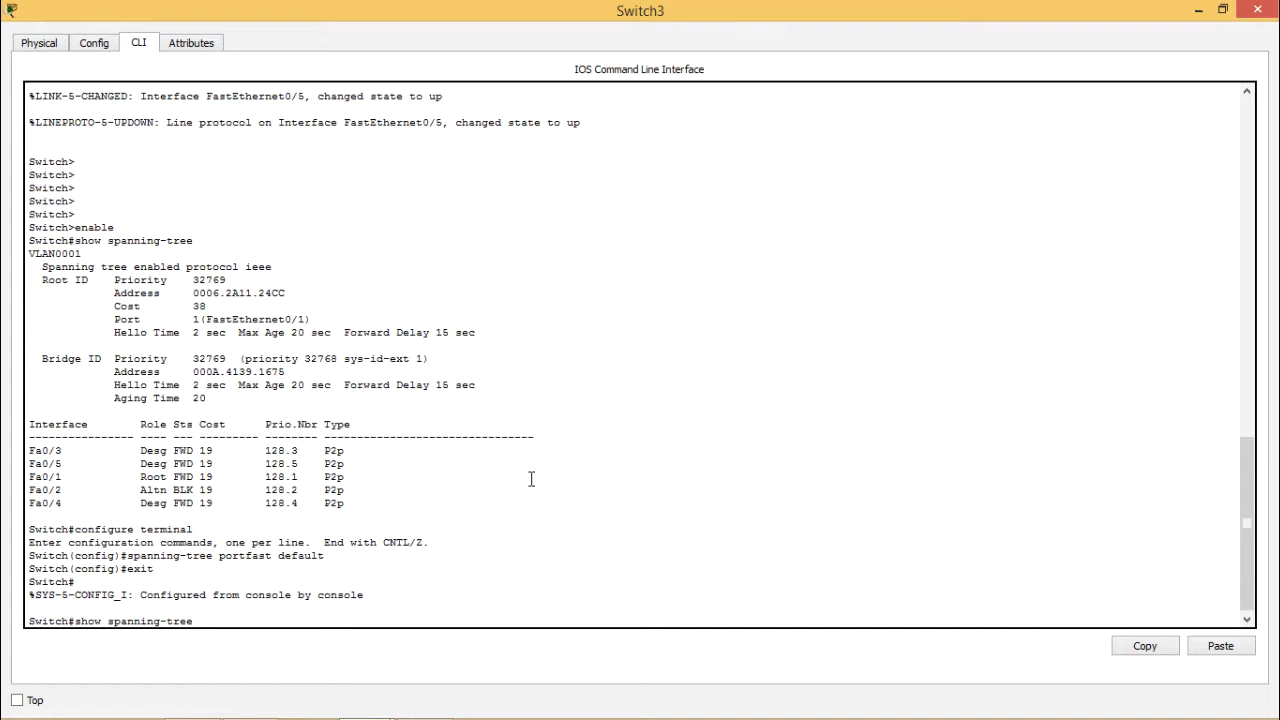 Switch3
Physical Config CLI Attributes
IOS Command Line Interface
%LINK-5-CHANGED: Interface FastEthernet0/5, changed state to up
%LINEPROTO-5-UPDOWN: Line protocol on Interface FastEthernet0/5, changed state to up
Switch>
Switch>
Switch>
Switch>
Switch>
Switch>enable
Switch#show spanning-tree
VLAN0001
  Spanning tree enabled protocol ieee
  Root ID    Priority    32769
             Address     0006.2A11.24CC
             Cost        38
             Port        1(FastEthernet0/1)
             Hello Time  2 sec  Max Age 20 sec  Forward Delay 15 sec
  Bridge ID  Priority    32769  (priority 32768 sys-id-ext 1)
             Address     000A.4139.1675
             Hello Time  2 sec  Max Age 20 sec  Forward Delay 15 sec
             Aging Time  20
Interface        Role Sts Cost      Prio.Nbr Type
---------------- ---- --- --------- -------- --------------------------------
Fa0/3            Desg FWD 19        128.3    P2p
Fa0/5            Desg FWD 19        128.5    P2p
Fa0/1            Root FWD 19        128.1    P2p
Fa0/2            Altn BLK 19        128.2    P2p
Fa0/4            Desg FWD 19        128.4    P2p
Switch#configure terminal
Enter configuration commands, one per line.  End with CNTL/Z.
Switch(config)#spanning-tree portfast default
Switch(config)#exit
Switch#
%SYS-5-CONFIG_I: Configured from console by console
Switch#show spanning-tree
Copy Paste
Top